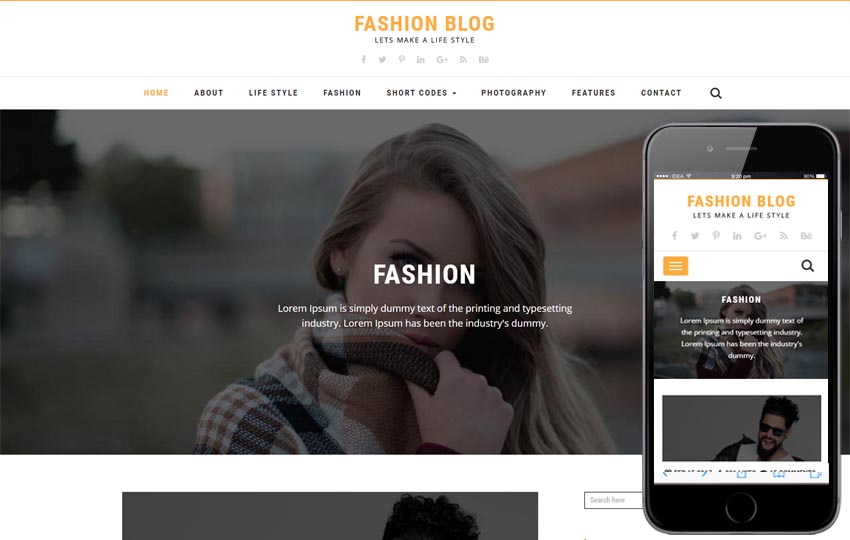 FASHION BLOG
LETS MAKE A LIFE STYLE
HOME ABOUT LIFE STYLE FASHION SHORT CODES PHOTOGRAPHY FEATURES CONTACT
FASHION
Lorem Ipsum is simply dummy text of the printing and typesetting
industry. Lorem Ipsum has been the industry's dummy.
Search here
IDEA 9:20 pm 90%
FASHION BLOG
LETS MAKE A LIFE STYLE
FASHION
Lorem Ipsum is simply dummy text of
the printing and typesetting industry.
Lorem Ipsum has been the industry's
dummy.